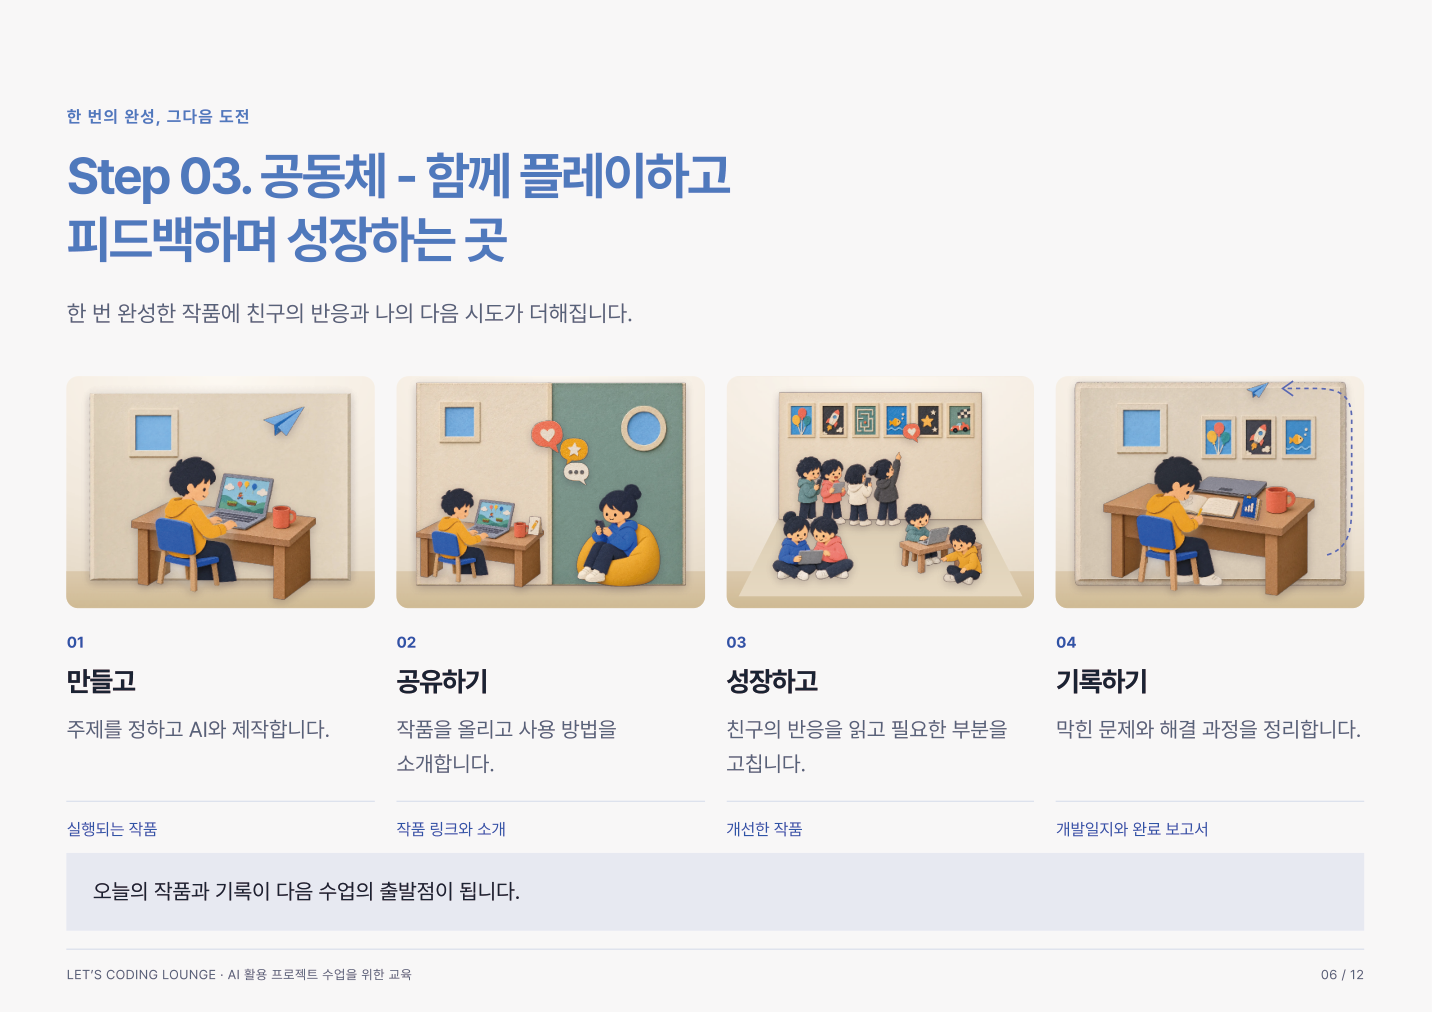 한 번의 완성, 그다음 도전
Step 03. 공동체 - 함께 플레이하고
피드백하며 성장하는 곳
한 번 완성한 작품에 친구의 반응과 나의 다음 시도가 더해집니다.
01
만들고
주제를 정하고 AI와 제작합니다.
실행되는 작품
02
공유하기
작품을 올리고 사용 방법을
소개합니다.
작품 링크와 소개
03
성장하고
친구의 반응을 읽고 필요한 부분을
고칩니다.
개선한 작품
04
기록하기
막힌 문제와 해결 과정을 정리합니다.
개발일지와 완료 보고서
오늘의 작품과 기록이 다음 수업의 출발점이 됩니다.
LET'S CODING LOUNGE · AI 활용 프로젝트 수업을 위한 교육
06 / 12